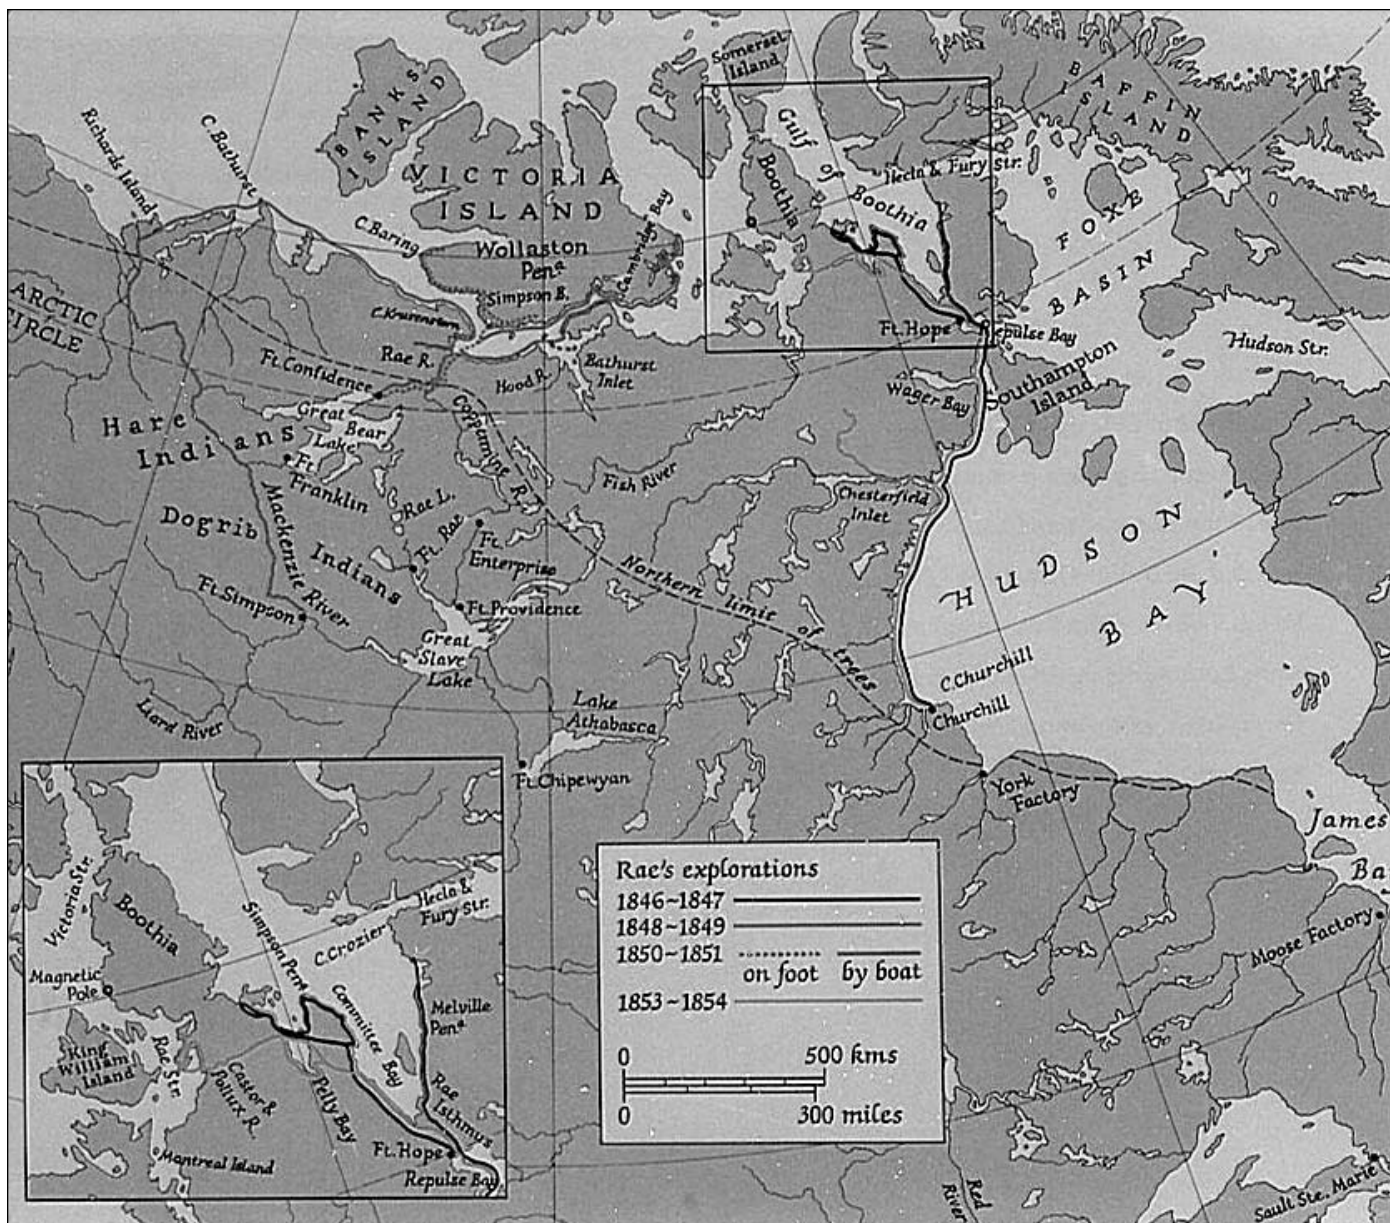 Somerset
Island
BANKS
ISLAND
BAFFIN
ISLAND
Richards Island
C. Bathurst
VICTORIA
ISLAND
Gulf of Boothia
Boothia
Hecla & Fury Str.
FOXE
BASIN
C. Baring
Wollaston
Pena
Cambridge Bay
Simpson B.
ARCTIC
CIRCLE
C. Krusenstern
Ft. Hope
Repulse Bay
Hudson Str.
Rae R.
Ft. Confidence
Hood R.
Bathurst
Inlet
Wager Bay
Southampton
Island
Hare
Indians
Great
Bear
Lake
Coppermine R.
Ft.
Franklin
Fish River
Chesterfield
Inlet
Mackenzie River
Rae L.
Ft. Rae
Ft.
Enterprise
Dogrib
Indians
HUDSON
BAY
Northern limit of trees
Ft. Simpson
Ft. Providence
Great
Slave
Lake
C. Churchill
Churchill
Liard River
Lake
Athabasca
Ft. Chipewyan
York
Factory
James
Ba
Moose Factory
Red
River
Sault Ste. Marie
Victoria Str.
Boothia
Simpson Pena
Hecla &
Fury Str.
C. Crozier
Magnetic
Pole
Committee Bay
Melville
Pena
King
William
Island
Rae
Str.
Castor &
Pollux R.
Pelly Bay
Rae
Isthmus
Ft. Hope
Repulse Bay
Montreal Island
Rae's explorations
1846~1847
1848~1849
1850~1851
on foot by boat
1853~1854
0 500 kms
0 300 miles